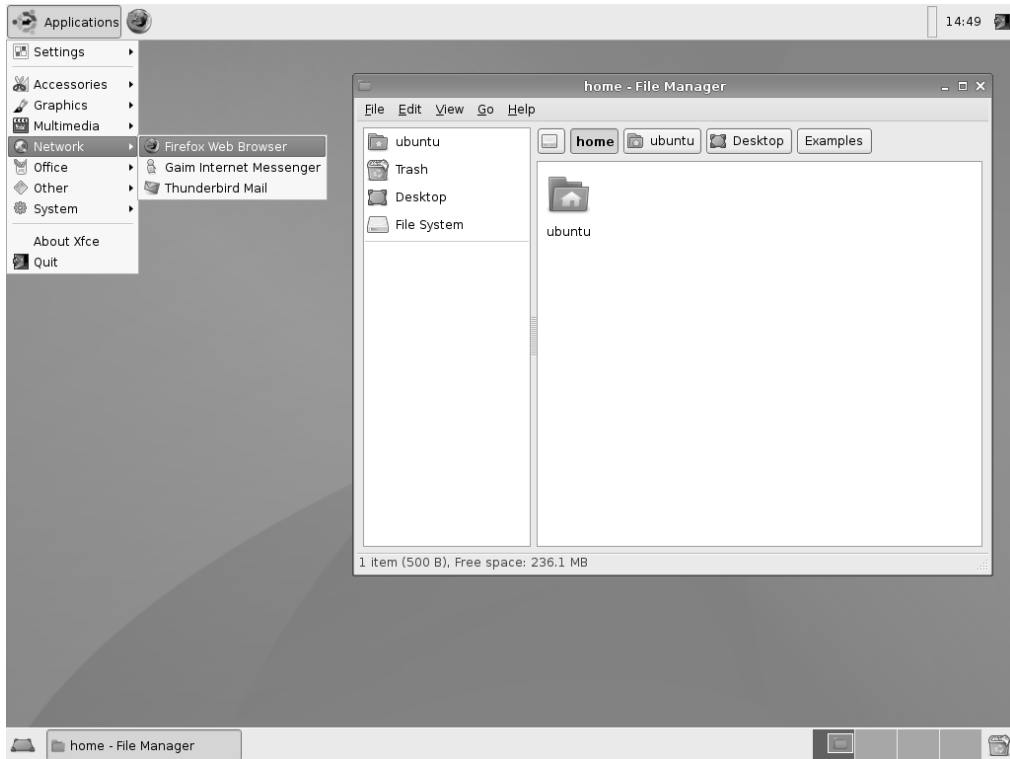 Applications
14:49
Settings
Accessories
Graphics
Multimedia
Network
Office
Other
System
About Xfce
Quit
Firefox Web Browser
Gaim Internet Messenger
Thunderbird Mail
home - File Manager
File Edit View Go Help
ubuntu
Trash
Desktop
File System
home ubuntu Desktop Examples
ubuntu
1 item (500 B), Free space: 236.1 MB
home - File Manager